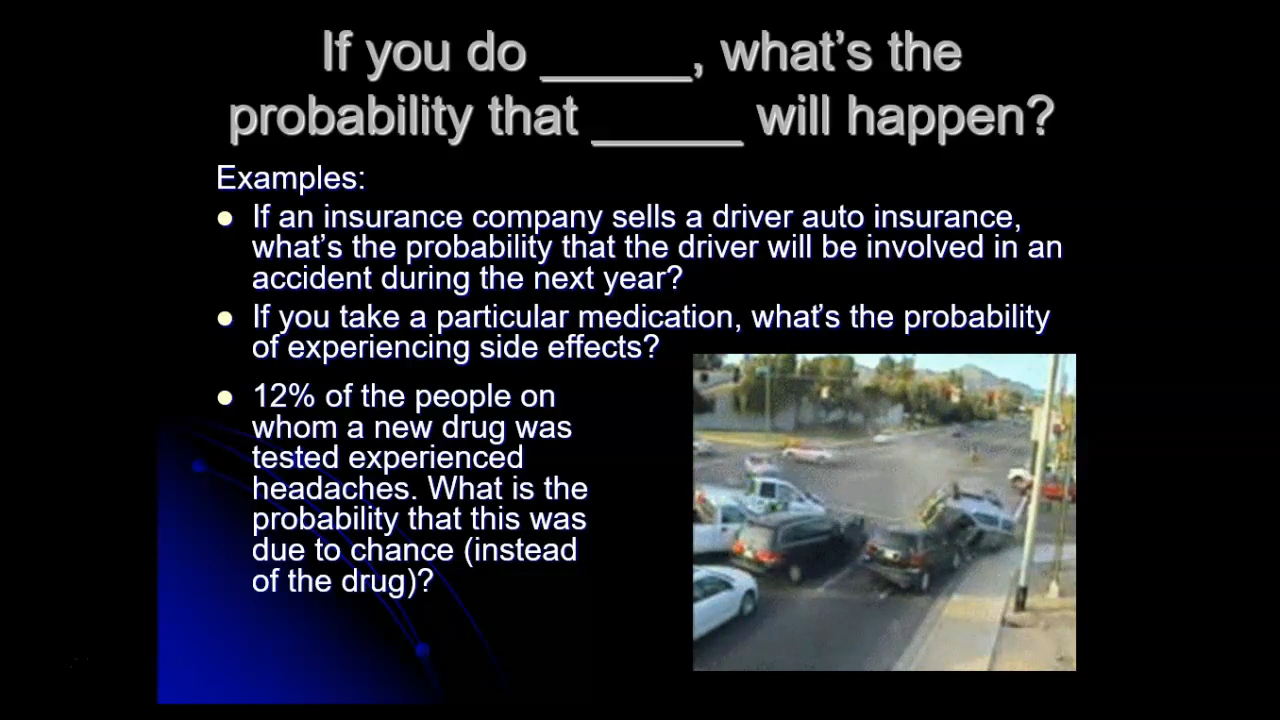 If you do _____, what’s the
probability that _____ will happen?
Examples:
● If an insurance company sells a driver auto insurance,
what’s the probability that the driver will be involved in an
accident during the next year?
● If you take a particular medication, what’s the probability
of experiencing side effects?
● 12% of the people on
whom a new drug was
tested experienced
headaches. What is the
probability that this was
due to chance (instead
of the drug)?